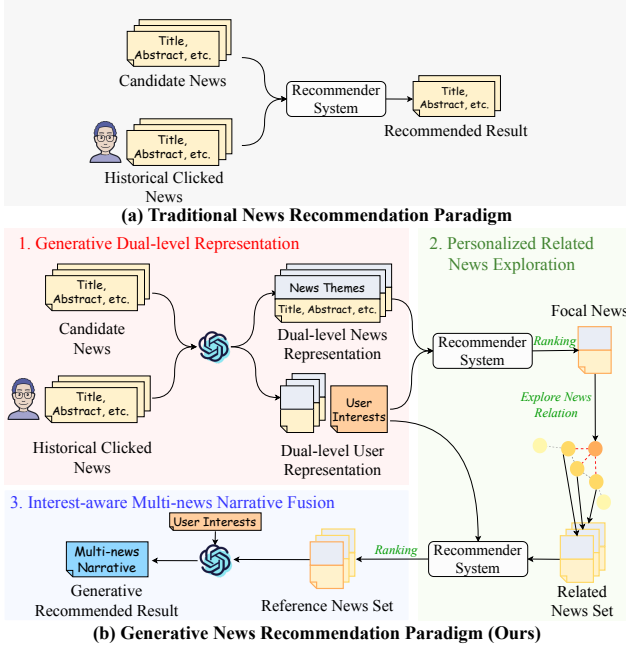 Title,
Abstract, etc.
Candidate News
Recommender
System
Title,
Abstract, etc.
Recommended Result
Title,
Abstract, etc.
Historical Clicked
News
(a) Traditional News Recommendation Paradigm
1. Generative Dual-level Representation
2. Personalized Related
News Exploration
Title,
Abstract, etc.
Candidate
News
News Themes
Title, Abstract, etc.
Dual-level News
Representation
Title,
Abstract, etc.
Historical Clicked
News
User
Interests
Dual-level User
Representation
Recommender
System
Ranking
Focal News
Explore News
Relation
Related
News Set
Recommender
System
3. Interest-aware Multi-news Narrative Fusion
User Interests
Ranking
Reference News Set
Multi-news
Narrative
Generative
Recommended Result
(b) Generative News Recommendation Paradigm (Ours)